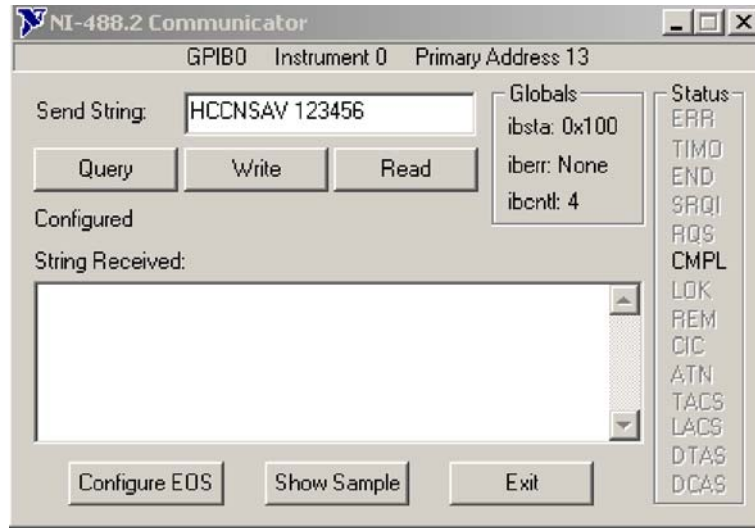 NI-488.2 Communicator
GPIB0 Instrument 0 Primary Address 13
Send String:
HCCNSAV 123456
Query
Write
Read
Configured
String Received:
Globals
ibsta: 0x100
iberr: None
ibcntl: 4
Status
ERR
TIMO
END
SRQI
RQS
CMPL
LOK
REM
CIC
ATN
TACS
LACS
DTAS
DCAS
Configure EOS
Show Sample
Exit